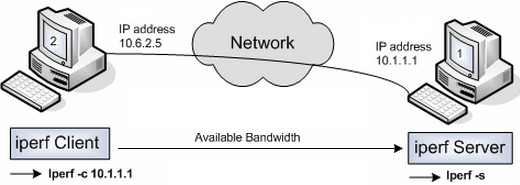 2
IP address
10.6.2.5
Network
IP address
10.1.1.1
1
iperf Client
Available Bandwidth
iperf Server
Iperf -c 10.1.1.1
Iperf -s